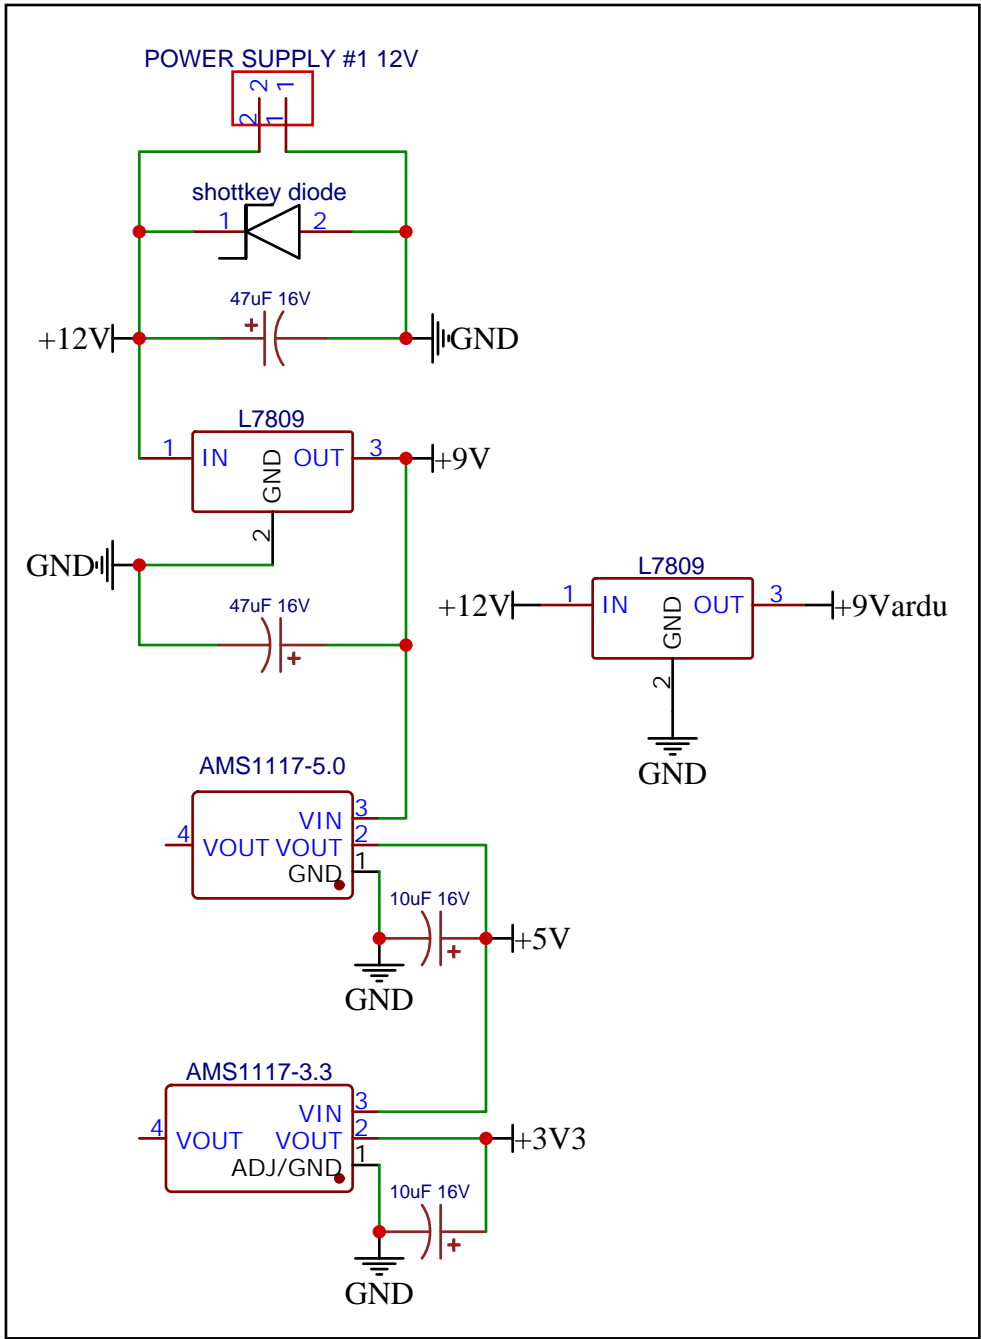 POWER SUPPLY #1 12V
2 1
2 1
shottkey diode
1 2
47uF 16V
+
+12V
GND
L7809
1 IN GND OUT 3
+9V
2
GND
47uF 16V
+
L7809
+12V
1 IN GND OUT 3
+9Vardu
2
GND
AMS1117-5.0
VIN 3
4 VOUT VOUT 2
GND 1
10uF 16V
+
+5V
GND
AMS1117-3.3
VIN 3
4 VOUT VOUT 2
+3V3
ADJ/GND 1
10uF 16V
+
GND